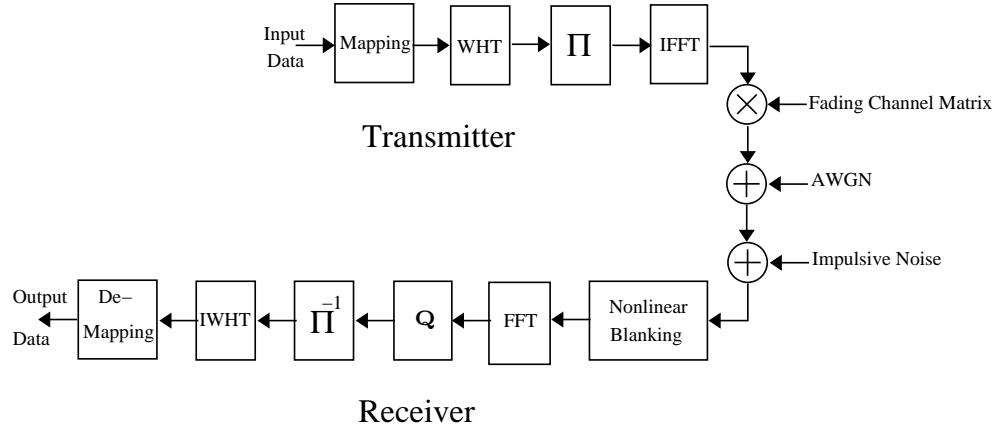 Input
Data
Mapping
WHT
Π
IFFT
Fading Channel Matrix
Transmitter
AWGN
Impulsive Noise
Output
Data
De−
Mapping
IWHT
Π−1
Q
FFT
Nonlinear
Blanking
Receiver